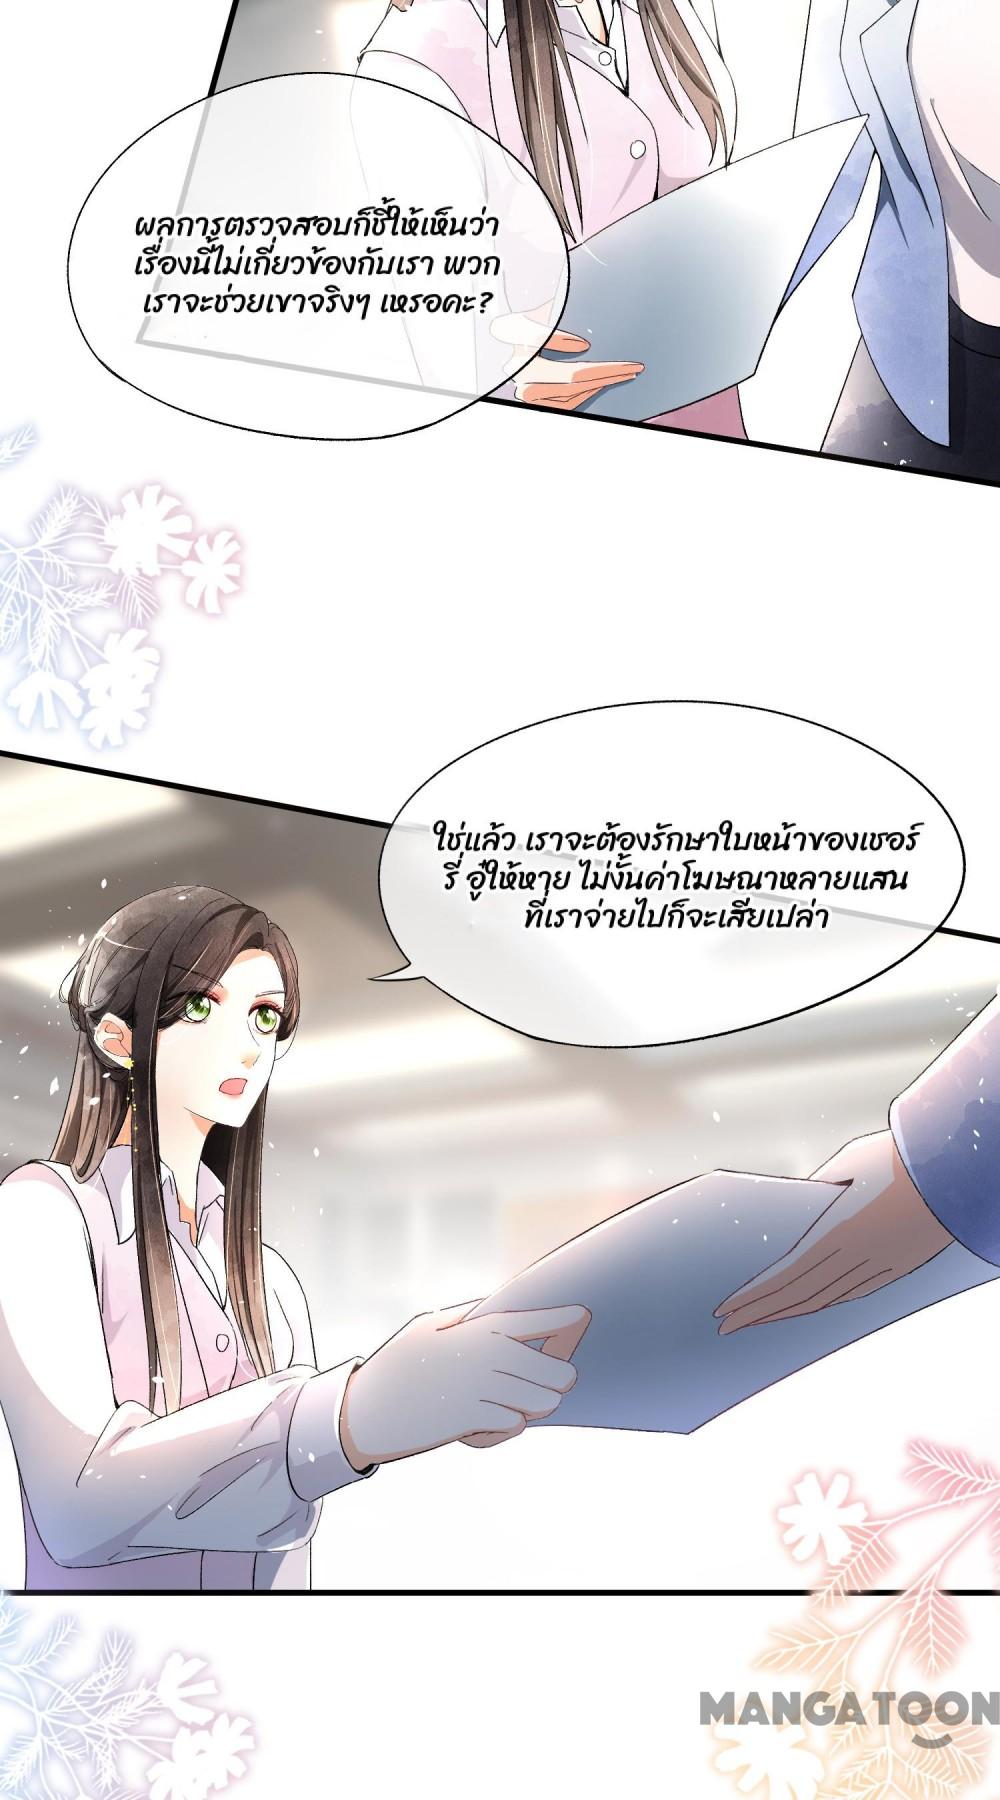 ผลการตรวจสอบก็ชี้ให้เห็นว่า
เรื่องนี้ไม่เกี่ยวข้องกับเรา พวก
เราจะช่วยเขาจริงๆ เหรอคะ?
ใช่แล้ว เราจะต้องรักษาใบหน้าของเชอร์
รี่ อู๋ให้หาย ไม่งั้นค่าโฆษณาหลายแสน
ที่เราจ่ายไปก็จะเสียเปล่า
MANGATOON